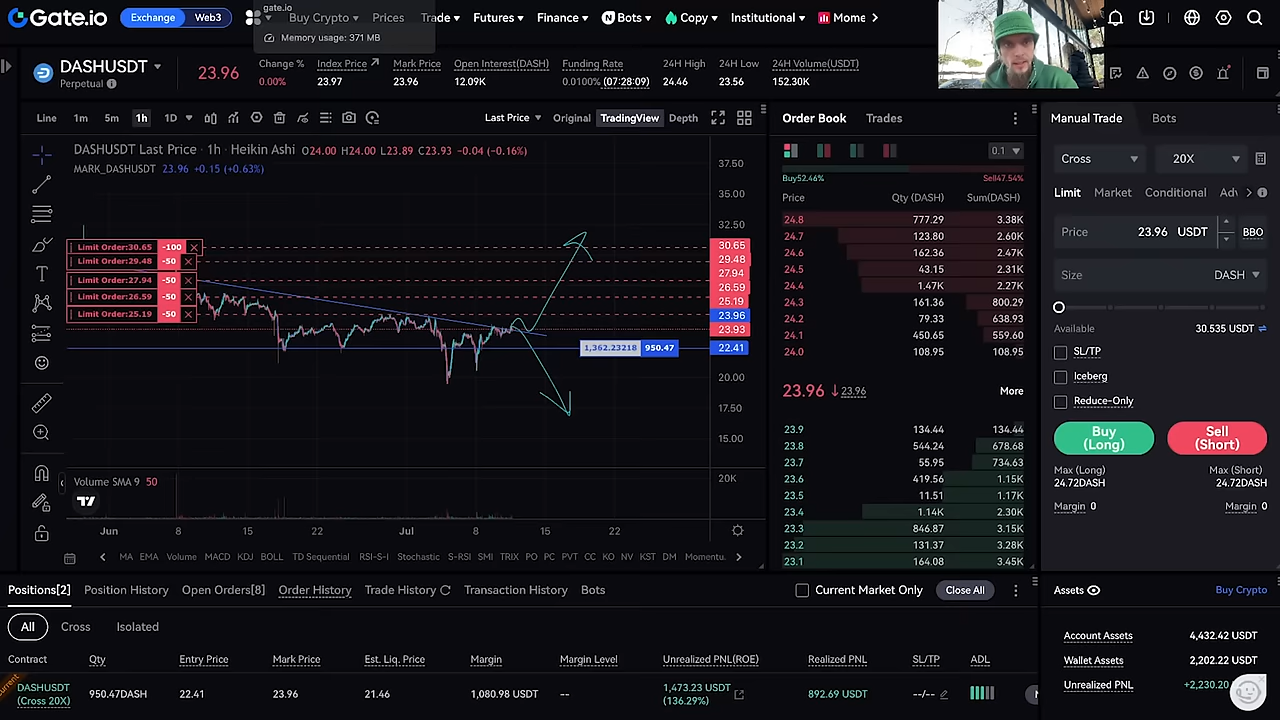 Gate.io Exchange Web3 Buy Crypto Prices Trade Futures Finance Bots Copy Institutional Mome
gate.io
Memory usage: 371 MB
DASHUSDT
Perpetual
23.96
Change %
0.00%
Index Price
23.97
Mark Price
23.96
Open Interest(DASH)
12.09K
Funding Rate
0.0100% (07:28:09)
24H High
24.46
24H Low
23.56
24H Volume(USDT)
152.30K
Line 1m 5m 1h 1D Last Price Original TradingView Depth
DASHUSDT Last Price · 1h · Heikin Ashi O24.00 H24.00 L23.89 C23.93 -0.04 (-0.16%)
MARK_DASHUSDT 23.96 +0.15 (+0.63%)
Limit Order:30.65 -100
Limit Order:29.48 -50
Limit Order:27.94 -50
Limit Order:26.59 -50
Limit Order:25.19 -50
1,362.23218 950.47
37.50
35.00
32.50
30.65
29.48
27.94
26.59
25.19
23.96
23.93
22.41
20.00
17.50
15.00
20K
Volume SMA 9 50
Jun 8 15 22 Jul 8 15 22
MA EMA Volume MACD KDJ BOLL TD Sequential RSI-S-I Stochastic S-RSI SMI TRIX PO PC PVT CC KO NV KST DM Momentu.
Order Book Trades
0.1
Buy52.46% Sell47.54%
Price Qty (DASH) Sum(DASH)
24.8 777.29 3.38K
24.7 123.80 2.60K
24.6 162.36 2.47K
24.5 43.15 2.31K
24.4 1.47K 2.27K
24.3 161.36 800.29
24.2 79.33 638.93
24.1 450.65 559.60
24.0 108.95 108.95
23.96 ↓ 23.96 More
23.9 134.44 134.44
23.8 544.24 678.68
23.7 55.95 734.63
23.6 419.56 1.15K
23.5 11.51 1.17K
23.4 1.14K 2.30K
23.3 846.87 3.15K
23.2 131.37 3.28K
23.1 164.08 3.45K
Manual Trade Bots
Cross 20X
Limit Market Conditional Adv
Price 23.96 USDT BBO
Size DASH
Available 30.535 USDT
SL/TP
Iceberg
Reduce-Only
Buy (Long)
Sell (Short)
Max (Long) Max (Short)
24.72DASH 24.72DASH
Margin 0 Margin 0
Positions[2] Position History Open Orders[8] Order History Trade History Transaction History Bots Current Market Only Close All
All Cross Isolated
Contract Qty Entry Price Mark Price Est. Liq. Price Margin Margin Level Unrealized PNL(ROE) Realized PNL SL/TP ADL
DASHUSDT 950.47DASH 22.41 23.96 21.46 1,080.98 USDT -- 1,473.23 USDT 892.69 USDT --/--
(Cross 20X) (136.29%)
Assets Buy Crypto
Account Assets 4,432.42 USDT
Wallet Assets 2,202.22 USDT
Unrealized PNL +2,230.20